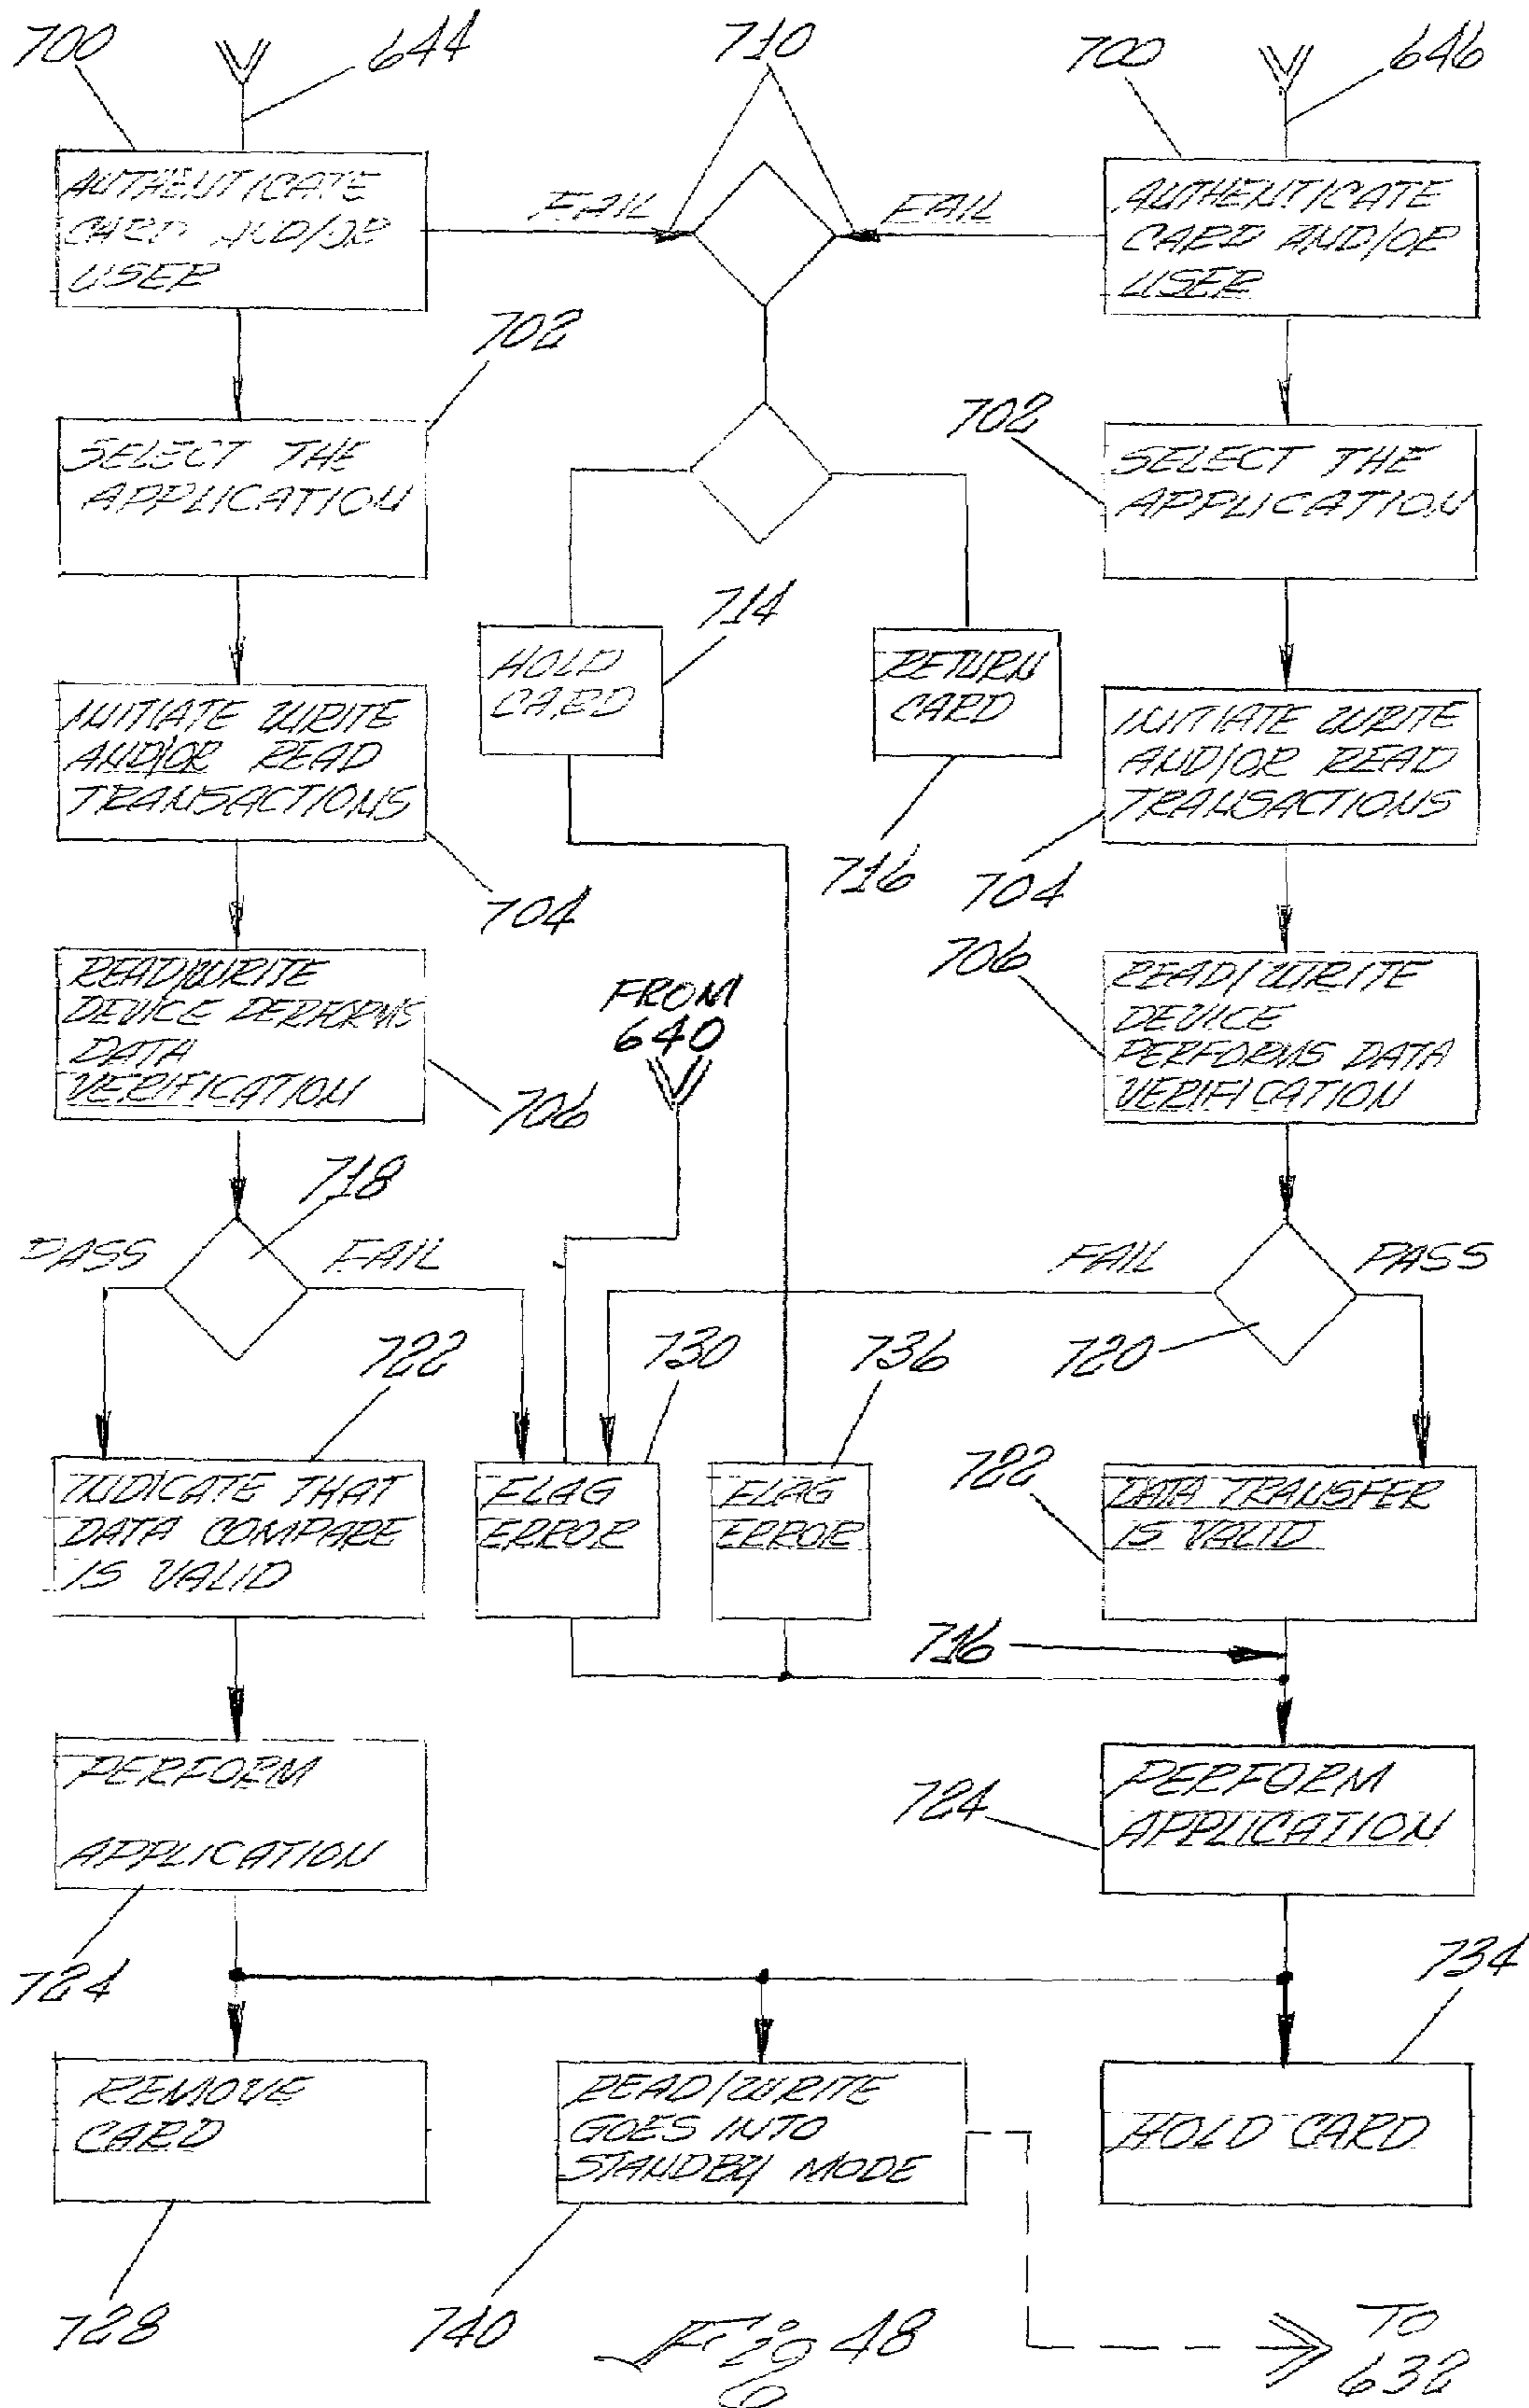 700
644
710
700
646
AUTHENTICATE
CARD AND/OR
USER
FAIL
FAIL
AUTHENTICATE
CARD AND/OR
USER
702
702
SELECT THE
APPLICATION
SELECT THE
APPLICATION
714
HOLD
CARD
RETURN
CARD
INITIATE WRITE
AND/OR READ
TRANSACTIONS
INITIATE WRITE
AND/OR READ
TRANSACTIONS
716
704
704
READ/WRITE
DEVICE PERFORMS
DATA
VERIFICATION
FROM
640
706
READ/WRITE
DEVICE
PERFORMS DATA
VERIFICATION
706
718
PASS
FAIL
FAIL
PASS
722
730
736
720
INDICATE THAT
DATA COMPARE
IS VALID
FLAG
ERROR
FLAG
ERROR
722
DATA TRANSFER
IS VALID
716
PERFORM
APPLICATION
724
PERFORM
APPLICATION
724
734
REMOVE
CARD
READ/WRITE
GOES INTO
STANDBY MODE
HOLD CARD
728
740
Fig 48
TO
632